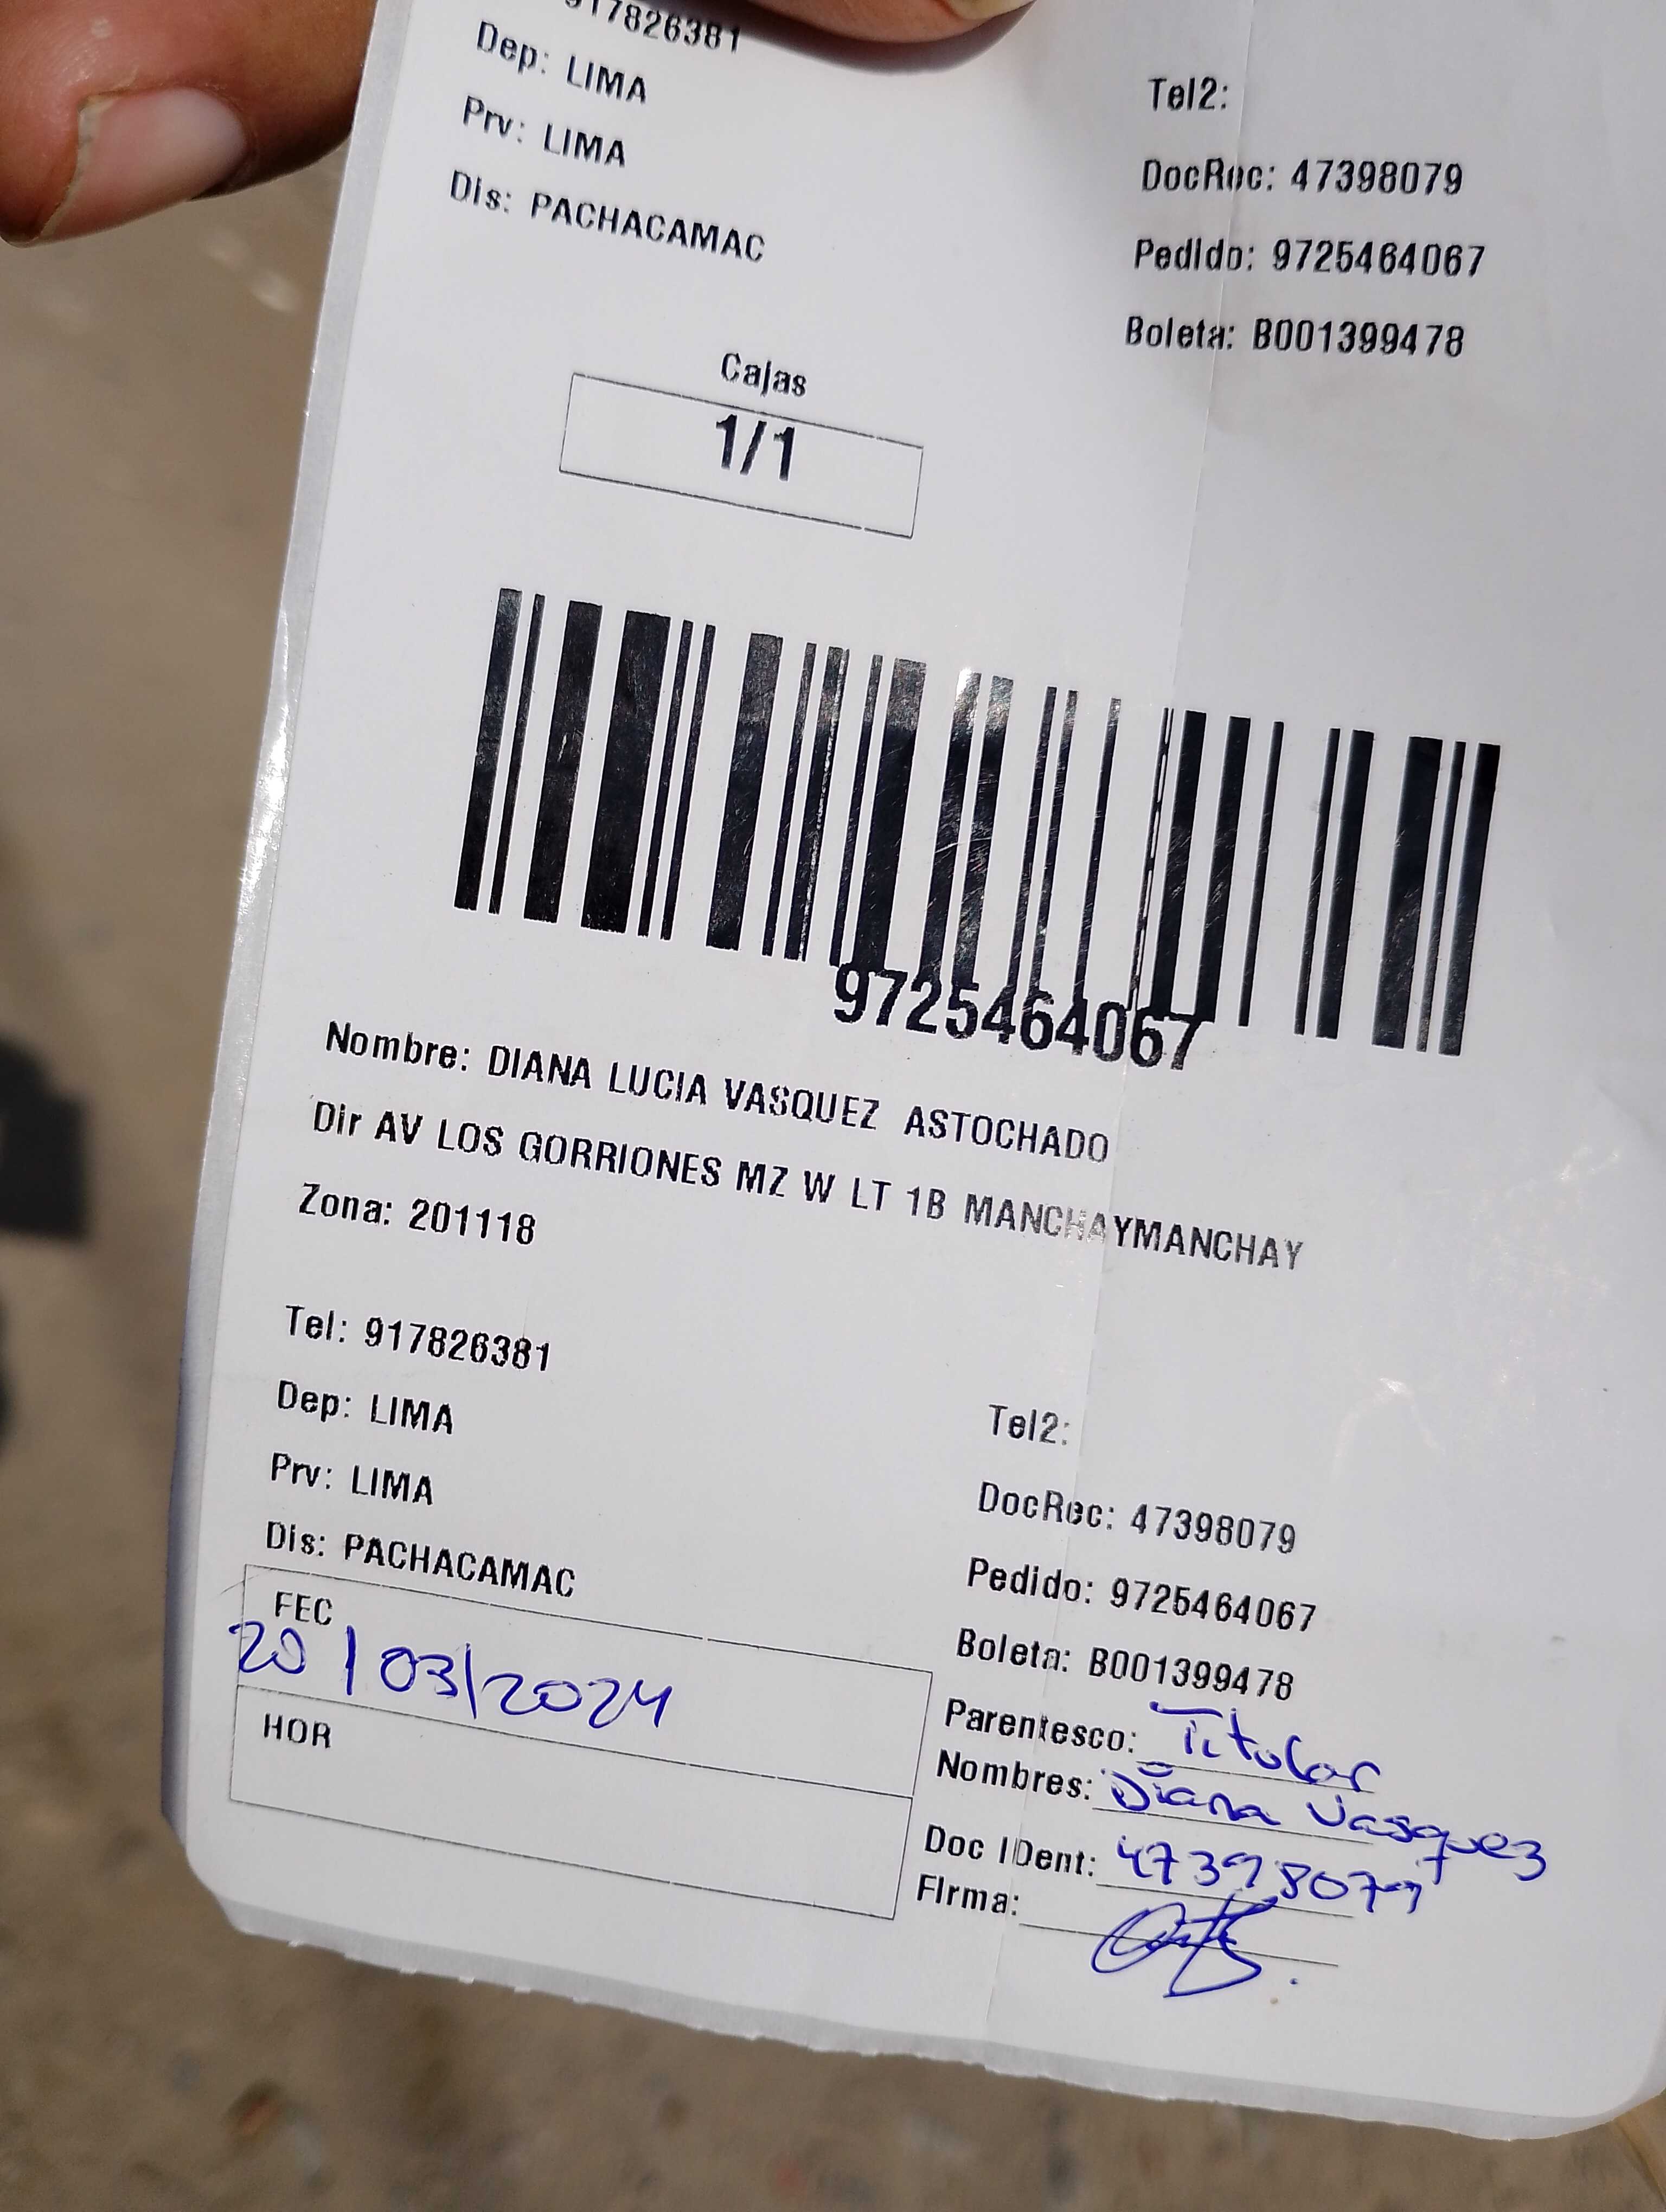 917826381
Dep: LIMA
Prv: LIMA
Dis: PACHACAMAC
Tel2:
DocRec: 47398079
Pedido: 9725464067
Boleta: B001399478
Cajas
1/1
9725464067
Nombre: DIANA LUCIA VASQUEZ ASTOCHADO
Dir AV LOS GORRIONES MZ W LT 1B MANCHAYMANCHAY
Zona: 201118
Tel: 917826381
Dep: LIMA
Prv: LIMA
Dis: PACHACAMAC
Tel2:
DocRec: 47398079
Pedido: 9725464067
Boleta: B001399478
FEC
20/03/2024
HOR
Parentesco: Titular
Nombres: Diana Vasquez
Doc IDent: 47398079
Firma: